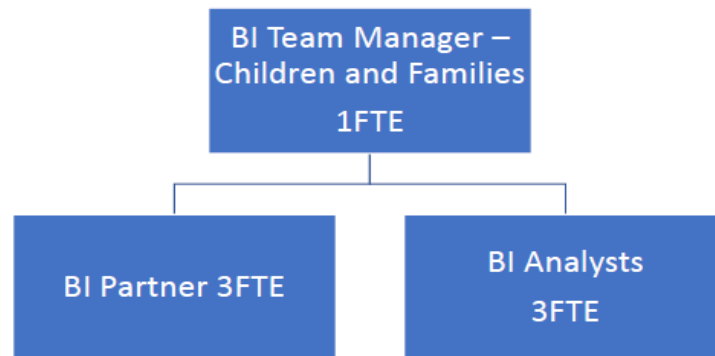 BI Team Manager –
Children and Families
1FTE
BI Partner 3FTE
BI Analysts
3FTE